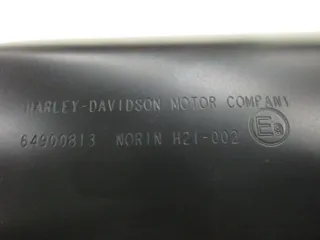 HARLEY-DAVIDSON MOTOR COMPANY
64900813 NORIN H21-002